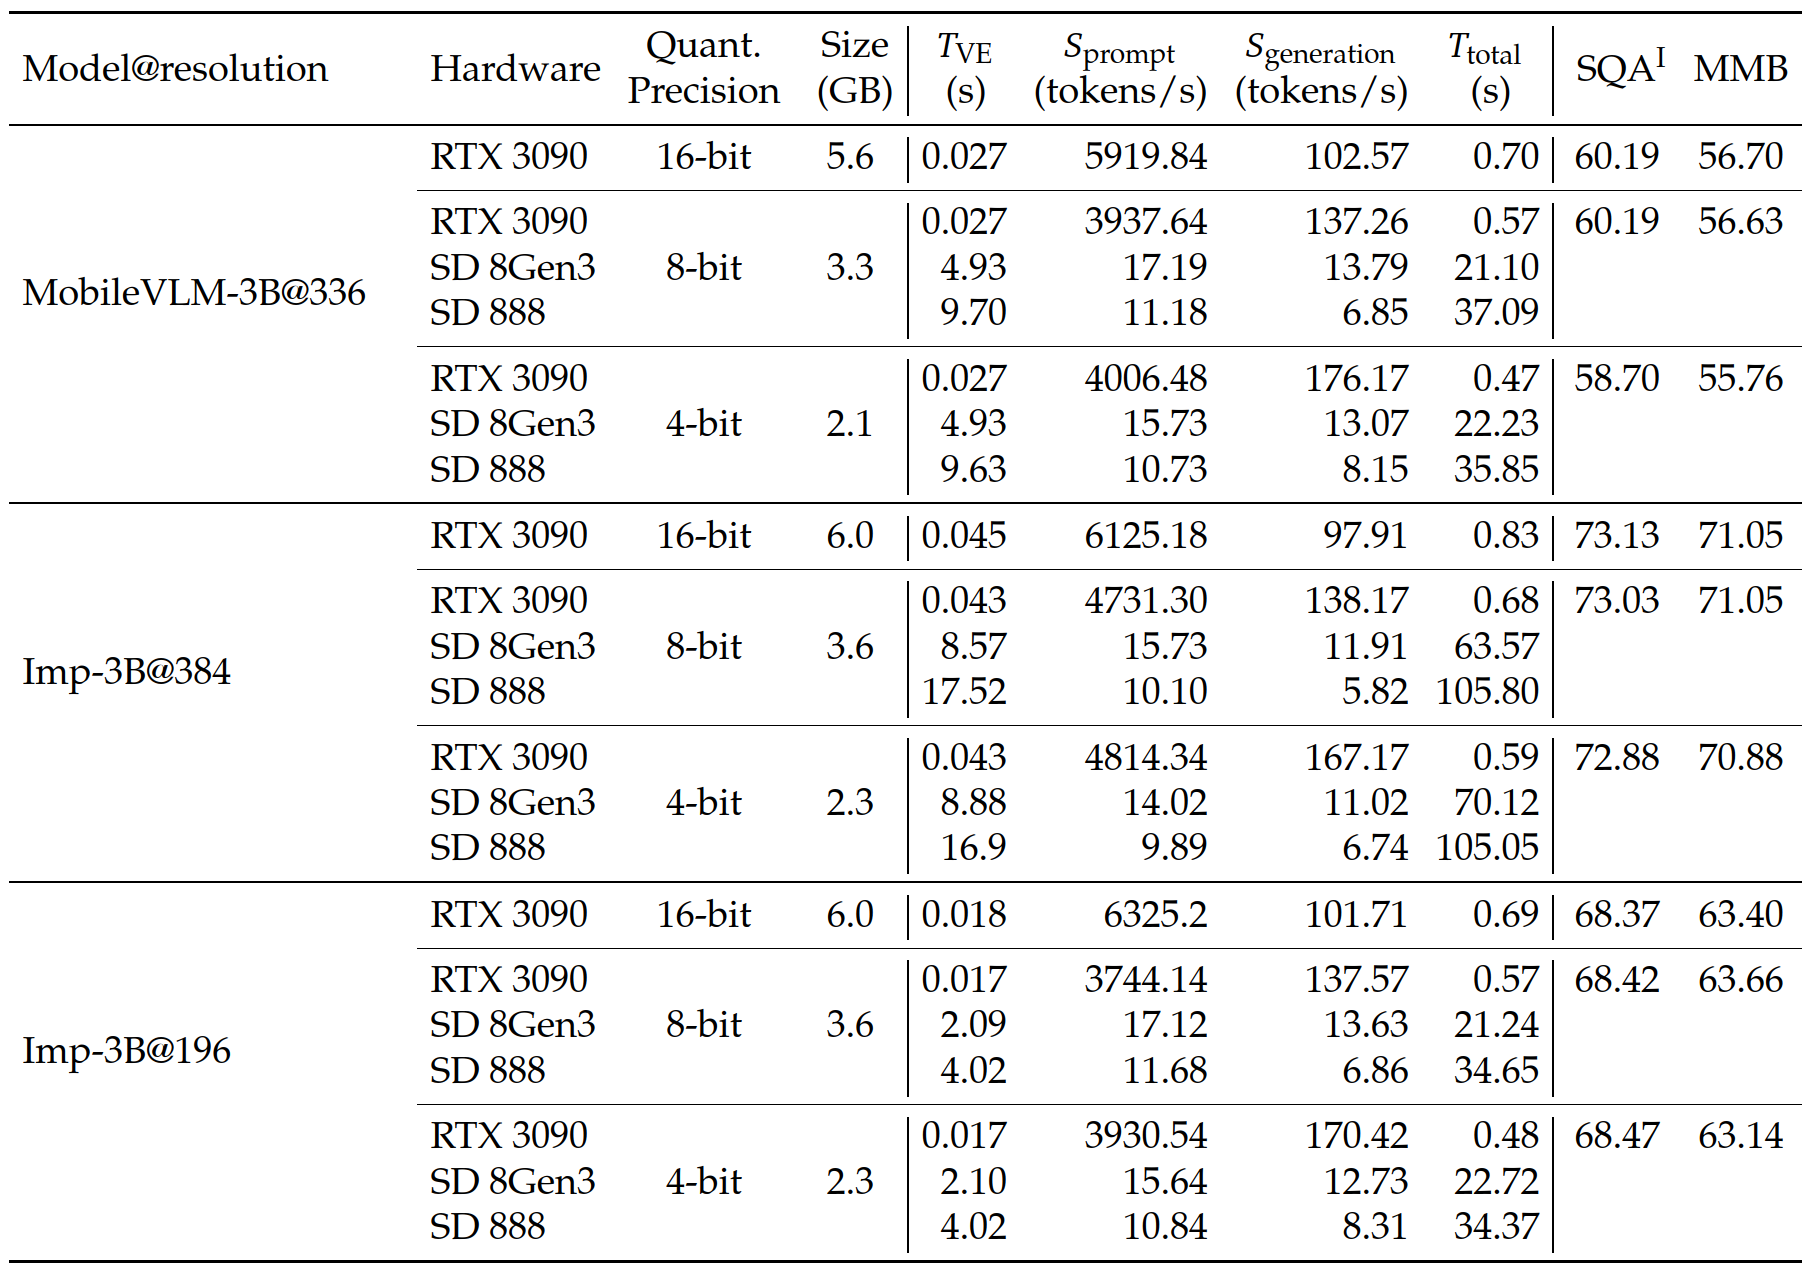 Model@resolution Hardware Quant. Precision Size (GB) T_VE (s) S_prompt (tokens/s) S_generation (tokens/s) T_total (s) SQA^I MMB
RTX 3090 16-bit 5.6 0.027 5919.84 102.57 0.70 60.19 56.70
RTX 3090 0.027 3937.64 137.26 0.57 60.19 56.63
SD 8Gen3 8-bit 3.3 4.93 17.19 13.79 21.10
MobileVLM-3B@336
SD 888 9.70 11.18 6.85 37.09
RTX 3090 0.027 4006.48 176.17 0.47 58.70 55.76
SD 8Gen3 4-bit 2.1 4.93 15.73 13.07 22.23
SD 888 9.63 10.73 8.15 35.85
RTX 3090 16-bit 6.0 0.045 6125.18 97.91 0.83 73.13 71.05
RTX 3090 0.043 4731.30 138.17 0.68 73.03 71.05
SD 8Gen3 8-bit 3.6 8.57 15.73 11.91 63.57
Imp-3B@384
SD 888 17.52 10.10 5.82 105.80
RTX 3090 0.043 4814.34 167.17 0.59 72.88 70.88
SD 8Gen3 4-bit 2.3 8.88 14.02 11.02 70.12
SD 888 16.9 9.89 6.74 105.05
RTX 3090 16-bit 6.0 0.018 6325.2 101.71 0.69 68.37 63.40
RTX 3090 0.017 3744.14 137.57 0.57 68.42 63.66
SD 8Gen3 8-bit 3.6 2.09 17.12 13.63 21.24
Imp-3B@196
SD 888 4.02 11.68 6.86 34.65
RTX 3090 0.017 3930.54 170.42 0.48 68.47 63.14
SD 8Gen3 4-bit 2.3 2.10 15.64 12.73 22.72
SD 888 4.02 10.84 8.31 34.37